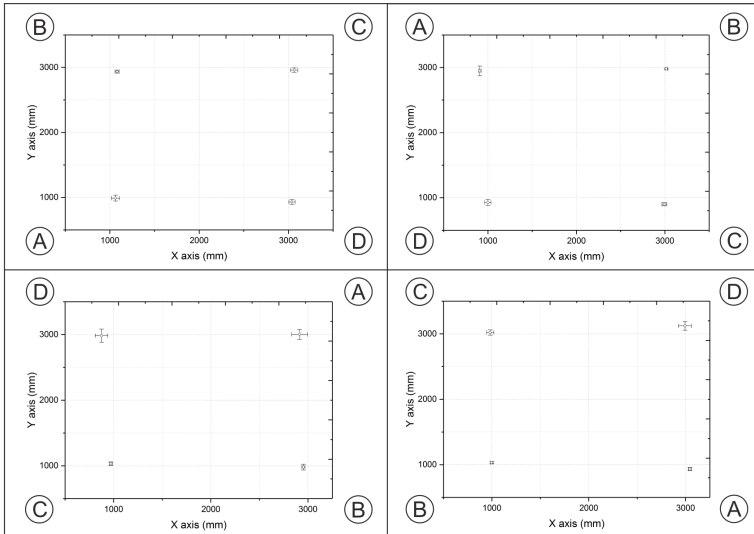 B C
3000
2000
1000
Y axis (mm)
1000 2000 3000
X axis (mm)
A D
A B
3000
2000
1000
Y axis (mm)
1000 2000 3000
X axis (mm)
D C
D A
3000
2000
1000
Y axis (mm)
1000 2000 3000
X axis (mm)
C B
C D
3000
2000
1000
Y axis (mm)
1000 2000 3000
X axis (mm)
B A